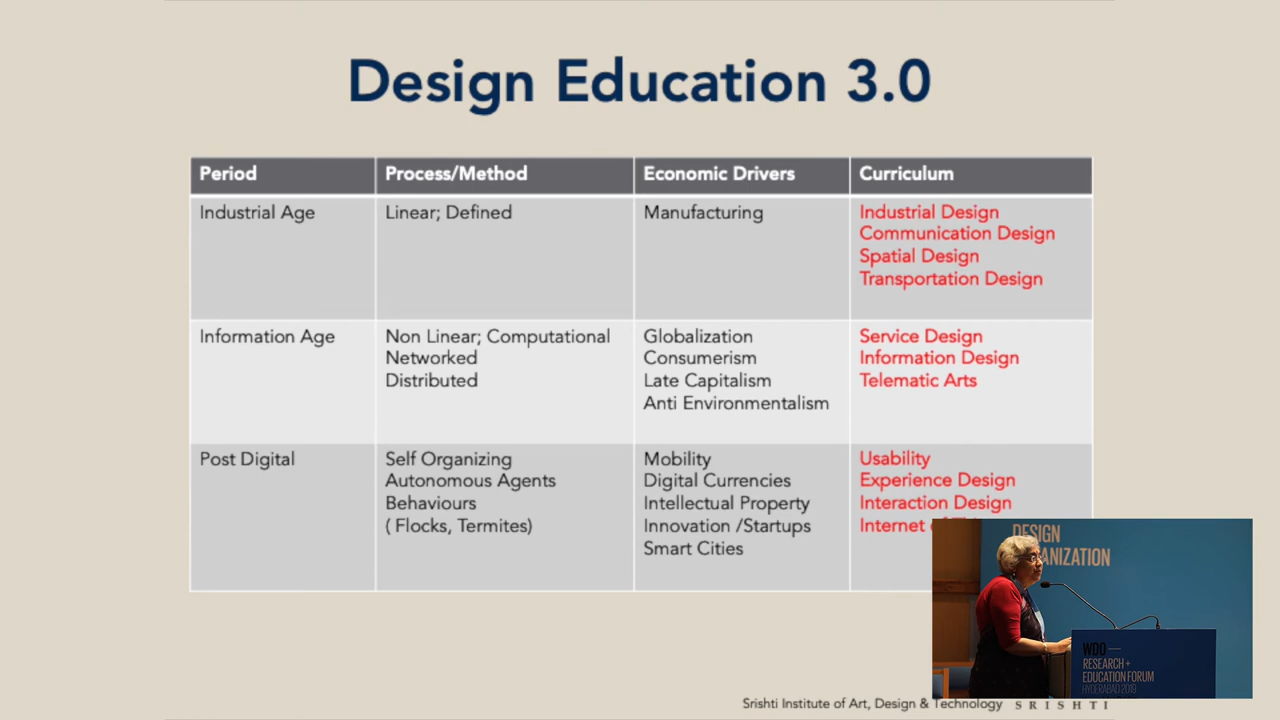 Design Education 3.0
Period Process/Method Economic Drivers Curriculum
Industrial Age
Linear; Defined
Manufacturing
Industrial Design
Communication Design
Spatial Design
Transportation Design
Information Age
Non Linear; Computational
Networked
Distributed
Globalization
Consumerism
Late Capitalism
Anti Environmentalism
Service Design
Information Design
Telematic Arts
Post Digital
Self Organizing
Autonomous Agents
Behaviours
( Flocks, Termites)
Mobility
Digital Currencies
Intellectual Property
Innovation /Startups
Smart Cities
Usability
Experience Design
Interaction Design
Internet
DESIGN
WDO—
RESEARCH +
EDUCATION FORUM
HYDERABAD 2019
Srishti Institute of Art, Design & Technology SRISHTI